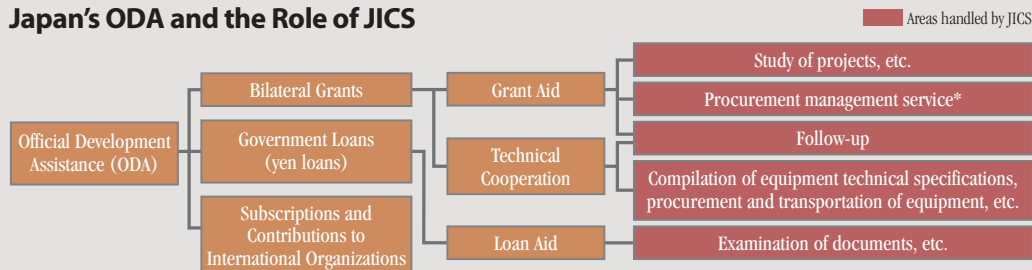 Japan's ODA and the Role of JICS
Areas handled by JICS
Official Development
Assistance (ODA)
Bilateral Grants
Government Loans
(yen loans)
Subscriptions and
Contributions to
International Organizations
Grant Aid
Technical
Cooperation
Loan Aid
Study of projects, etc.
Procurement management service*
Follow-up
Compilation of equipment technical specifications,
procurement and transportation of equipment, etc.
Examination of documents, etc.